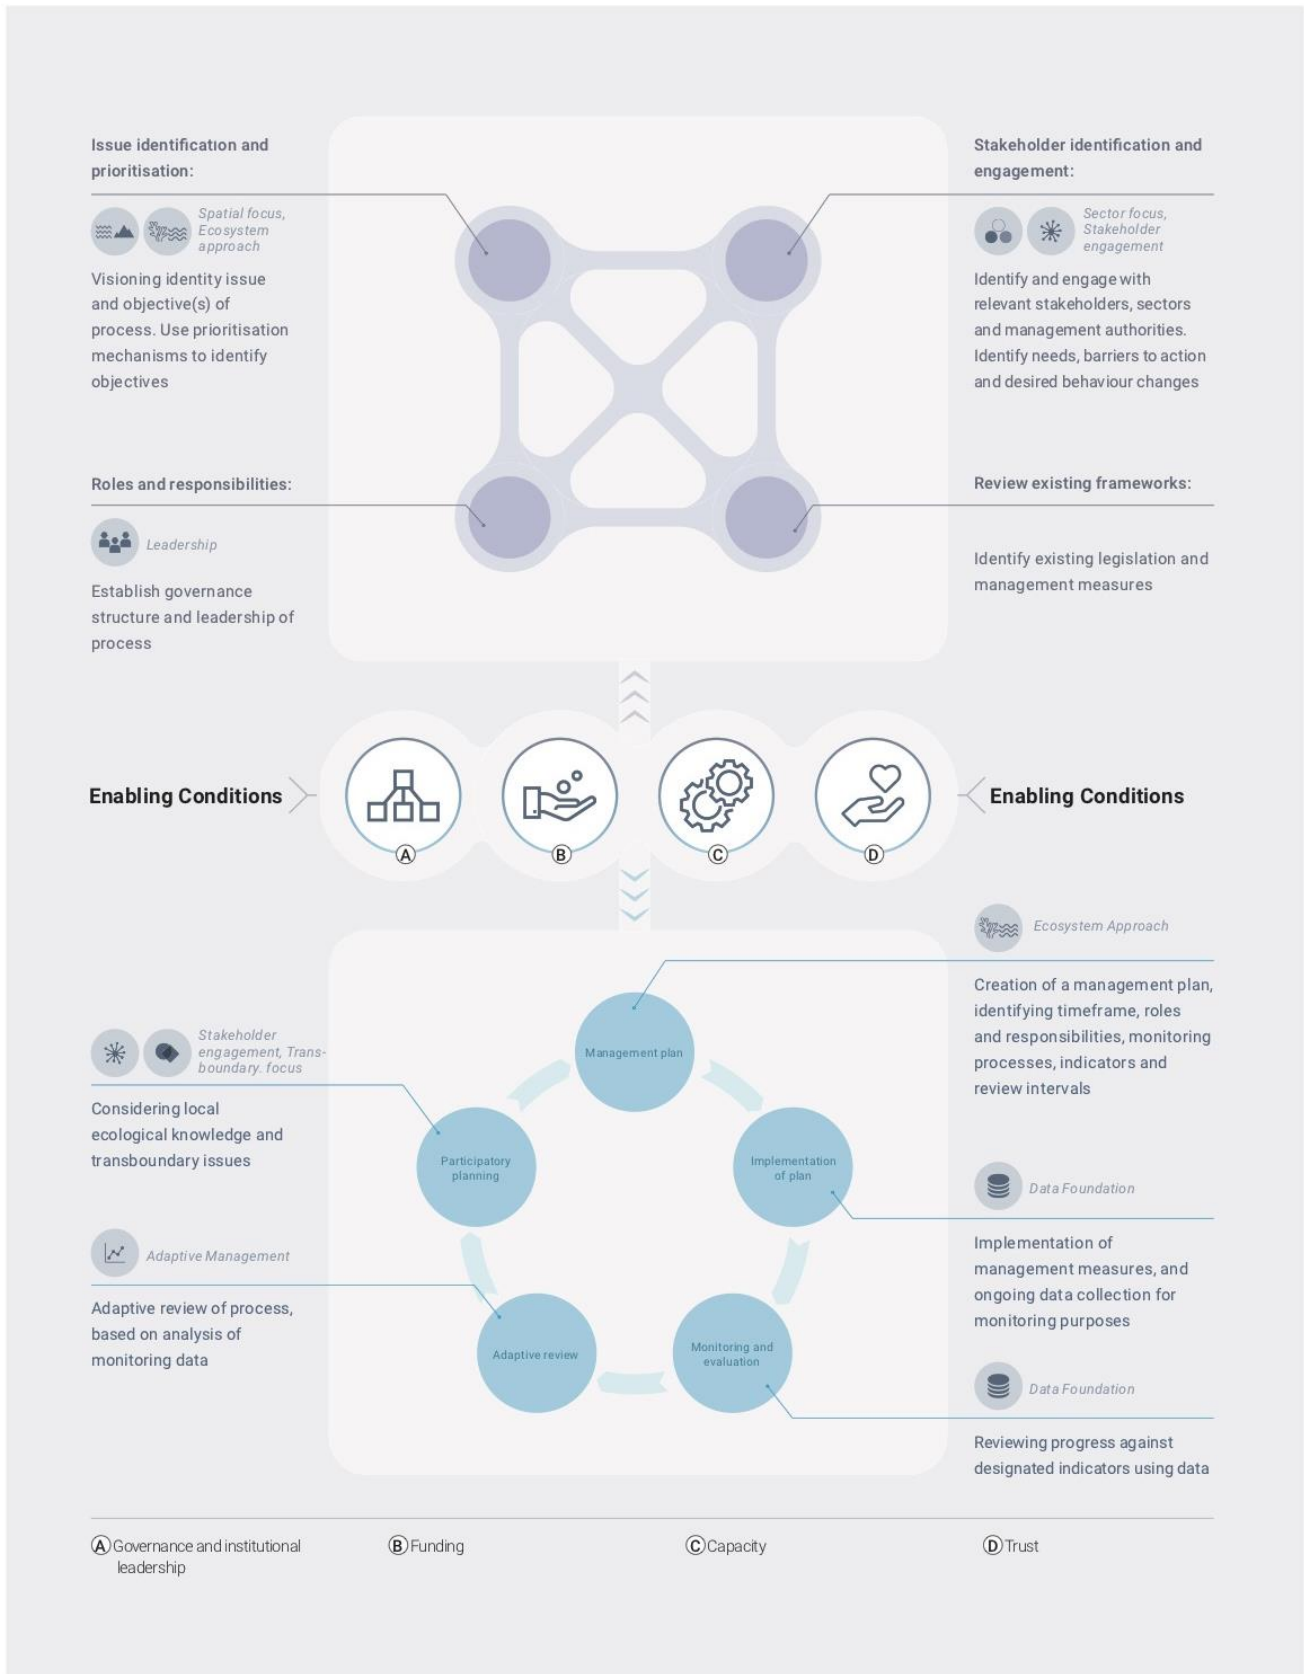 Issue identification and
prioritisation:
Spatial focus,
Ecosystem
approach
Visioning identity issue
and objective(s) of
process. Use prioritisation
mechanisms to identify
objectives
Stakeholder identification and
engagement:
Sector focus,
Stakeholder
engagement
Identify and engage with
relevant stakeholders, sectors
and management authorities.
Identify needs, barriers to action
and desired behaviour changes
Roles and responsibilities:
Leadership
Establish governance
structure and leadership of
process
Review existing frameworks:
Identify existing legislation and
management measures
Enabling Conditions
A
B
C
D
Enabling Conditions
Ecosystem Approach
Creation of a management plan,
identifying timeframe, roles
and responsibilities, monitoring
processes, indicators and
review intervals
Stakeholder
engagement, Trans-
boundary. focus
Considering local
ecological knowledge and
transboundary issues
Management plan
Participatory
planning
Implementation
of plan
Data Foundation
Implementation of
management measures, and
ongoing data collection for
monitoring purposes
Adaptive Management
Adaptive review of process,
based on analysis of
monitoring data
Adaptive review
Monitoring and
evaluation
Data Foundation
Reviewing progress against
designated indicators using data
A Governance and institutional
leadership
B Funding
C Capacity
D Trust